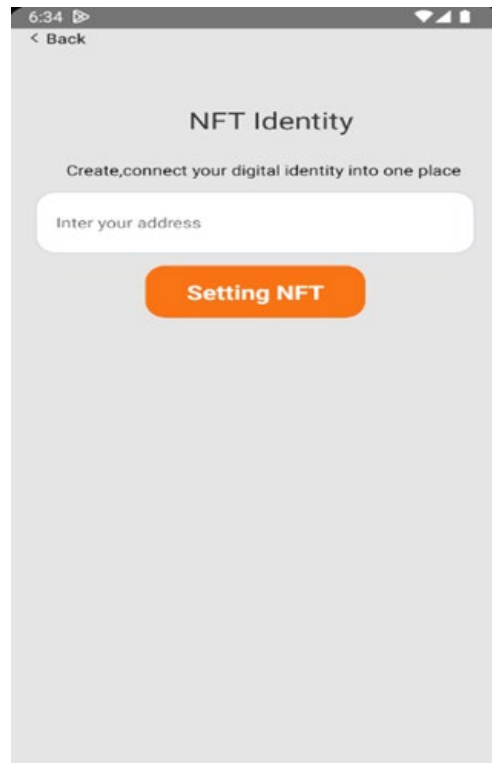 6:34
< Back
NFT Identity
Create,connect your digital identity into one place
Inter your address
Setting NFT